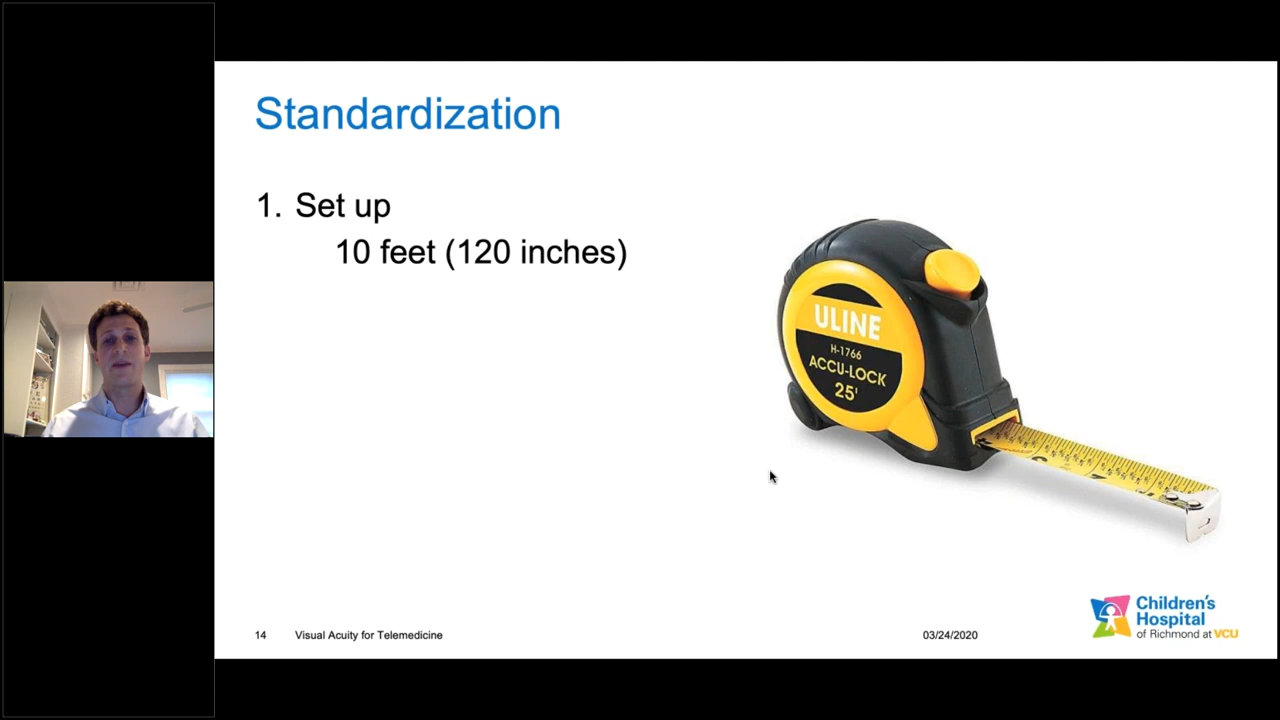 Standardization
1. Set up
10 feet (120 inches)
ULINE
H-1766
ACCU-LOCK
25'
14
Visual Acuity for Telemedicine
03/24/2020
Children's
Hospital
of Richmond at VCU